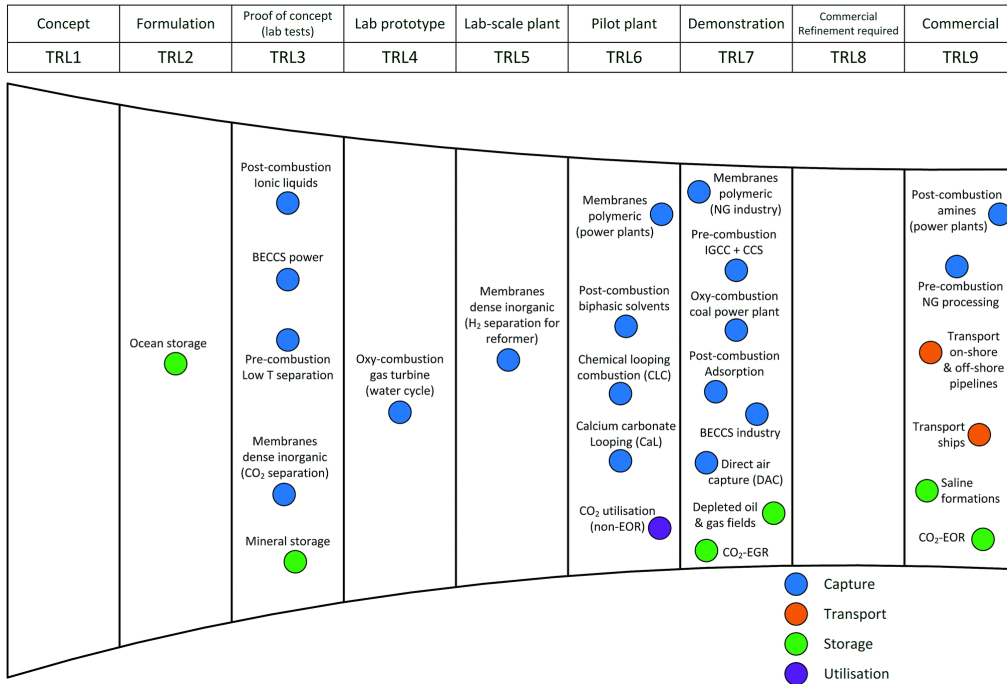 Concept
Formulation
Proof of concept
(lab tests)
Lab prototype
Lab-scale plant
Pilot plant
Demonstration
Commercial
Refinement required
Commercial
TRL1
TRL2
TRL3
TRL4
TRL5
TRL6
TRL7
TRL8
TRL9
Ocean storage
Post-combustion
Ionic liquids
BECCS power
Pre-combustion
Low T separation
Membranes
dense inorganic
(CO₂ separation)
Mineral storage
Oxy-combustion
gas turbine
(water cycle)
Membranes
dense inorganic
(H₂ separation for
reformer)
Membranes
polymeric
(power plants)
Post-combustion
biphasic solvents
Chemical looping
combustion (CLC)
Calcium carbonate
Looping (CaL)
CO₂ utilisation
(non-EOR)
Membranes
polymeric
(NG industry)
Pre-combustion
IGCC + CCS
Oxy-combustion
coal power plant
Post-combustion
Adsorption
BECCS industry
Direct air
capture (DAC)
Depleted oil
& gas fields
CO₂-EGR
Post-combustion
amines
(power plants)
Pre-combustion
NG processing
Transport
on-shore
& off-shore
pipelines
Transport
ships
Saline
formations
CO₂-EOR
Capture
Transport
Storage
Utilisation